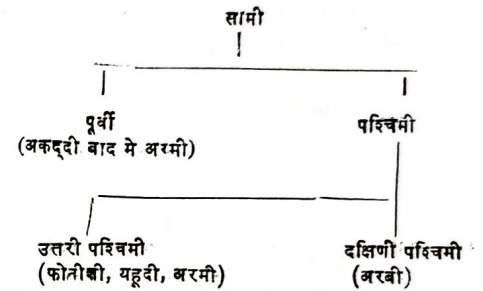 सामी
पूर्वी
(अकद्दी बाद मे अरमी)
पश्चिमी
उत्तरी पश्चिमी
(फोतीक्षी, यहूदी, अरमी)
दक्षिणी पश्चिमी
(अरबी)